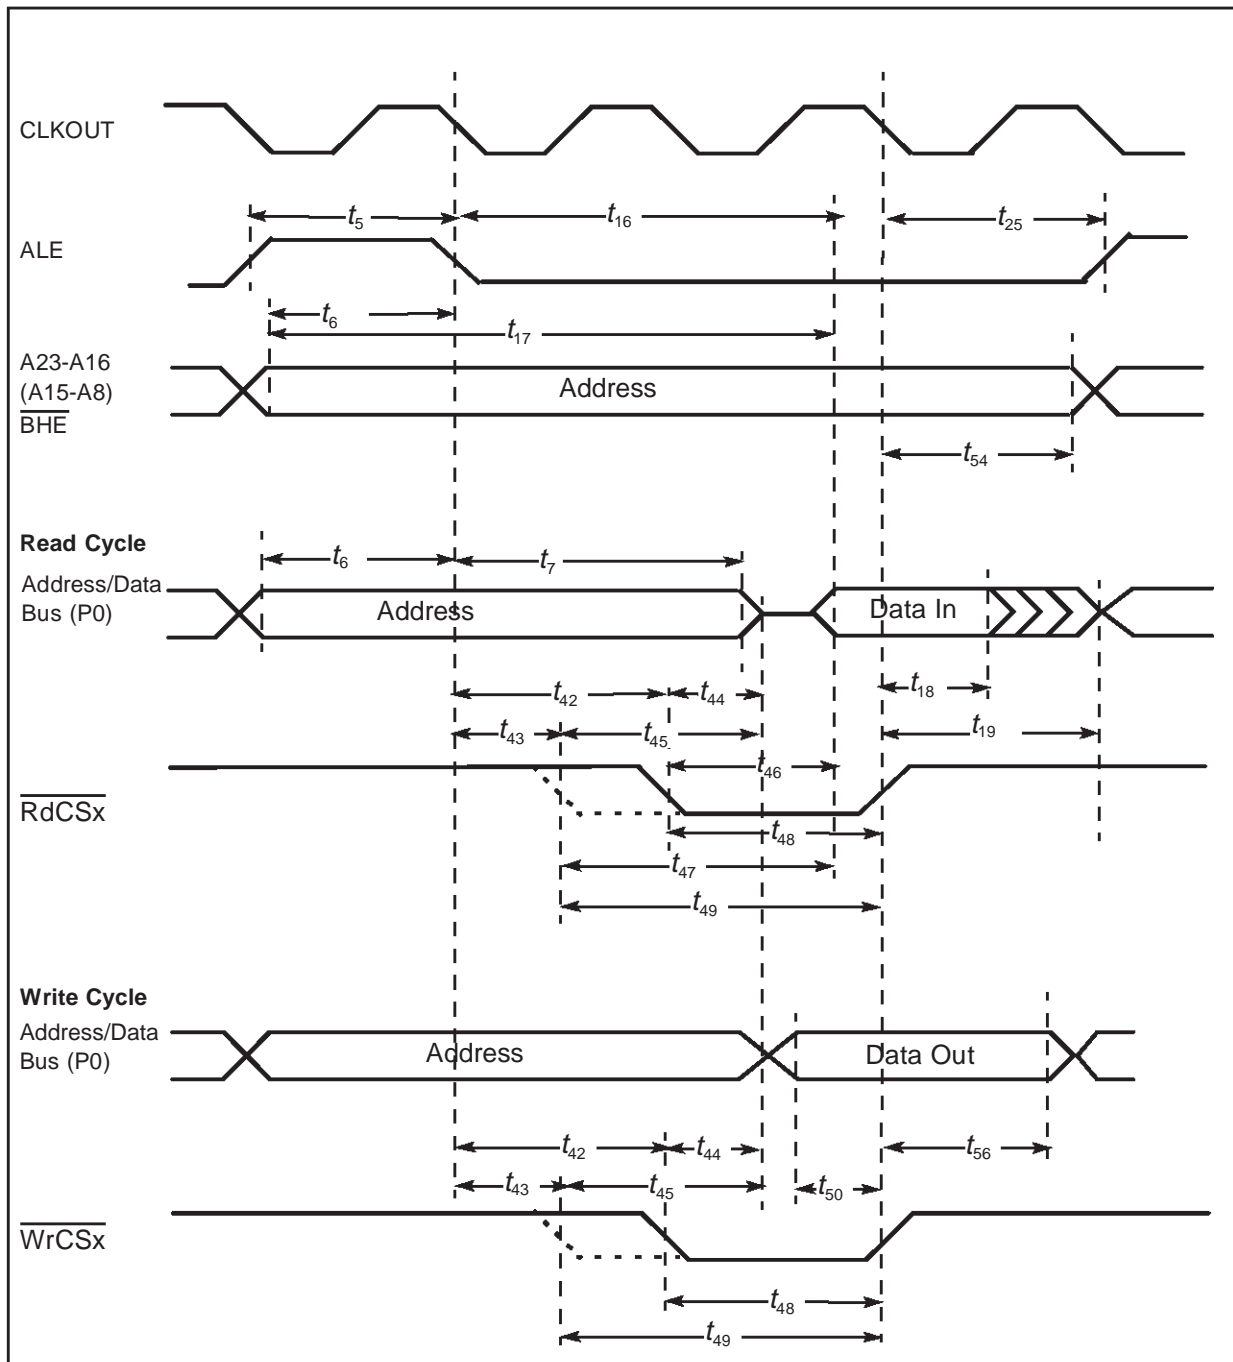 CLKOUT
t5
t16
t25
ALE
t6
t17
A23-A16
(A15-A8)
BHE
Address
t54
Read Cycle
Address/Data
Bus (P0)
t6
t7
Address
Data In
t42
t44
t18
t43
t45
t19
t46
RdCSx
t48
t47
t49
Write Cycle
Address/Data
Bus (P0)
Address
Data Out
t42
t44
t56
t43
t45
t50
WrCSx
t48
t49